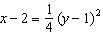 x − 2 = 1/4 (y − 1)²